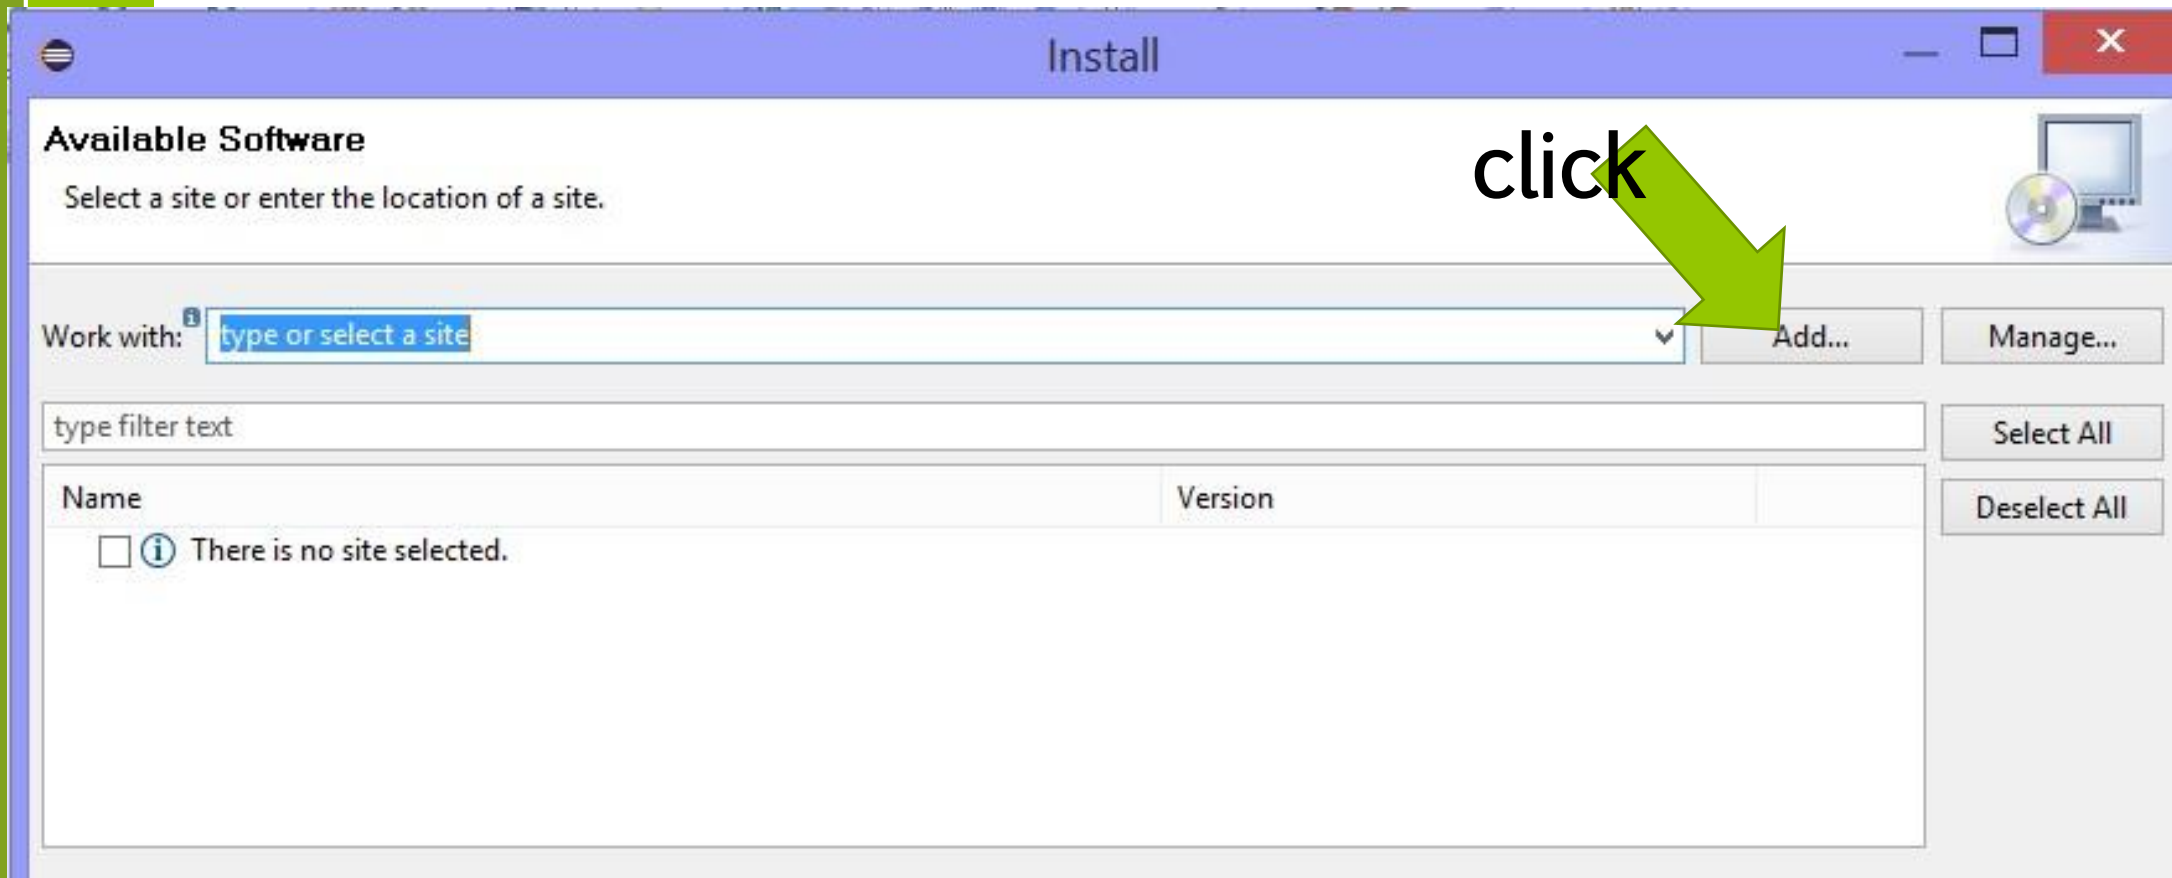 Install
Available Software
click
Select a site or enter the location of a site.
Work with: type or select a site Add... Manage...
type filter text
Select All
Name Version
Deselect All
There is no site selected.